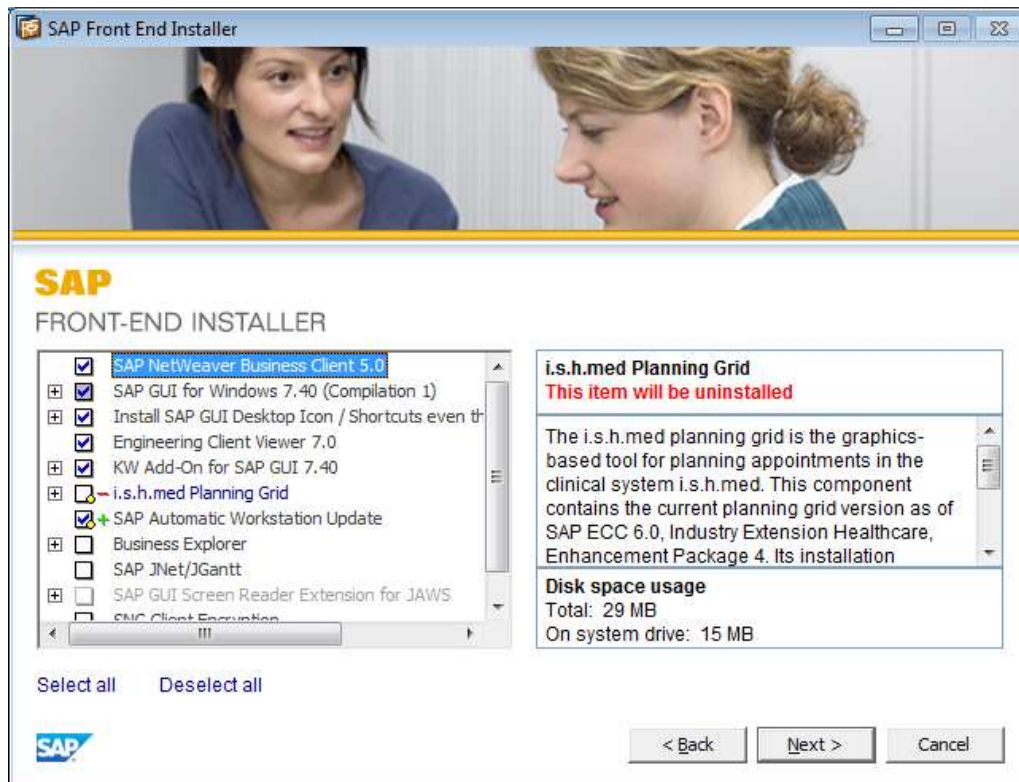 SAP Front End Installer
SAP
FRONT-END INSTALLER
SAP NetWeaver Business Client 5.0
SAP GUI for Windows 7.40 (Compilation 1)
Install SAP GUI Desktop Icon / Shortcuts even th
Engineering Client Viewer 7.0
KW Add-On for SAP GUI 7.40
i.s.h.med Planning Grid
SAP Automatic Workstation Update
Business Explorer
SAP JNet/JGantt
SAP GUI Screen Reader Extension for JAWS
SNC Client Encryption
i.s.h.med Planning Grid
This item will be uninstalled
The i.s.h.med planning grid is the graphics-
based tool for planning appointments in the
clinical system i.s.h.med. This component
contains the current planning grid version as of
SAP ECC 6.0, Industry Extension Healthcare,
Enhancement Package 4. Its installation
Disk space usage
Total: 29 MB
On system drive: 15 MB
Select all Deselect all
SAP
< Back Next > Cancel